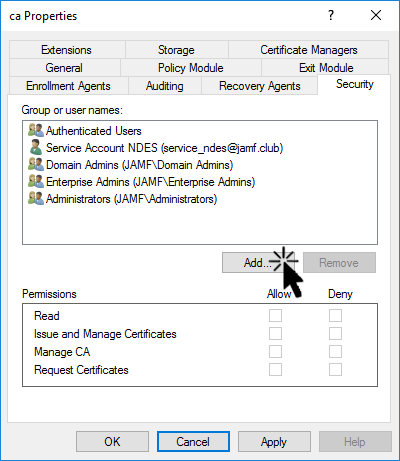 ca Properties
Extensions Storage Certificate Managers
General Policy Module Exit Module
Enrollment Agents Auditing Recovery Agents Security
Group or user names:
Authenticated Users
Service Account NDES (service_ndes@jamf.club)
Domain Admins (JAMF\Domain Admins)
Enterprise Admins (JAMF\Enterprise Admins)
Administrators (JAMF\Administrators)
Add... Remove
Permissions Allow Deny
Read
Issue and Manage Certificates
Manage CA
Request Certificates
OK Cancel Apply Help